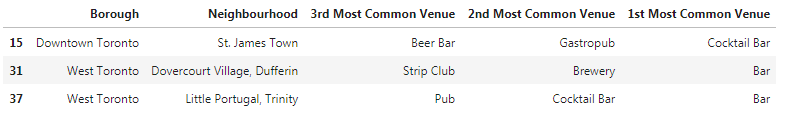 Borough Neighbourhood 3rd Most Common Venue 2nd Most Common Venue 1st Most Common Venue
15 Downtown Toronto St. James Town Beer Bar Gastropub Cocktail Bar
31 West Toronto Dovercourt Village, Dufferin Strip Club Brewery Bar
37 West Toronto Little Portugal, Trinity Pub Cocktail Bar Bar